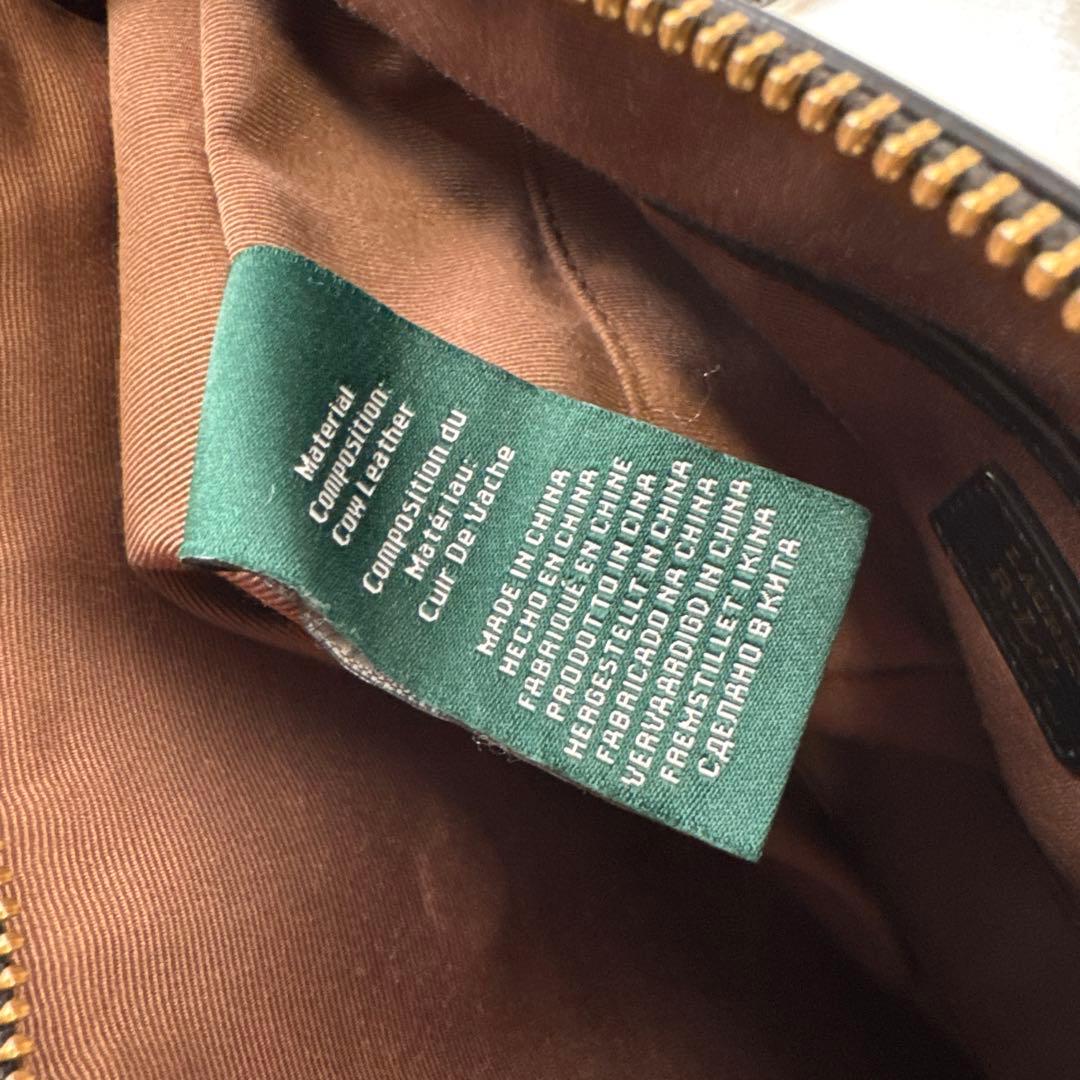 Material
Composition:
Cow Leather
Composition du
Matériau:
Cuir De Vache
MADE IN CHINA
HECHO EN CHINA
FABRIQUÉ EN CHINE
PRODOTTO IN CINA
HERGESTELLT IN CHINA
FABRICADO NA CHINA
VERVAARDIGD IN CHINA
FREMSTILLET I KINA
СДЕЛАНО В КИТА